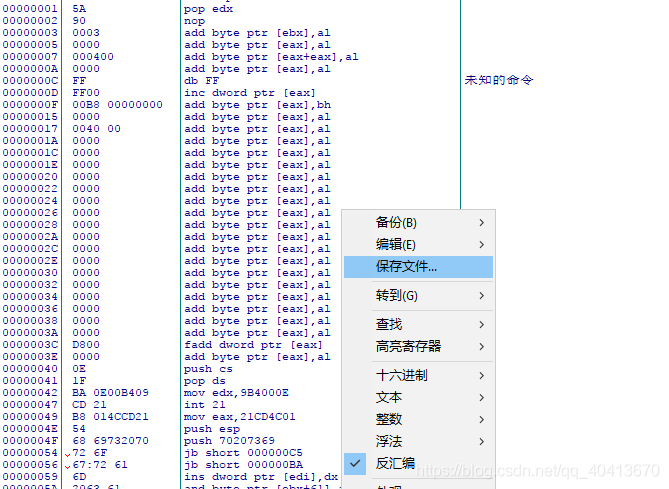 00000001 5A pop edx
00000002 90 nop
00000003 0003 add byte ptr [ebx],al
00000005 0000 add byte ptr [eax],al
00000007 000400 add byte ptr [eax+eax],al
0000000A 0000 add byte ptr [eax],al
0000000C FF db FF 未知的命令
0000000D FF00 inc dword ptr [eax]
0000000F 00B8 00000000 add byte ptr [eax],bh
00000015 0000 add byte ptr [eax],al
00000017 0040 00 add byte ptr [eax],al
0000001A 0000 add byte ptr [eax],al
0000001C 0000 add byte ptr [eax],al
0000001E 0000 add byte ptr [eax],al
00000020 0000 add byte ptr [eax],al
00000022 0000 add byte ptr [eax],al
00000024 0000 add byte ptr [eax],al
00000026 0000 add byte ptr [eax],al
00000028 0000 add byte ptr [eax],al
0000002A 0000 add byte ptr [eax],al
0000002C 0000 add byte ptr [eax],al
0000002E 0000 add byte ptr [eax],al
00000030 0000 add byte ptr [eax],al
00000032 0000 add byte ptr [eax],al
00000034 0000 add byte ptr [eax],al
00000036 0000 add byte ptr [eax],al
00000038 0000 add byte ptr [eax],al
0000003A 0000 add byte ptr [eax],al
0000003C D800 fadd dword ptr [eax]
0000003E 0000 add byte ptr [eax],al
00000040 0E push cs
00000041 1F pop ds
00000042 BA 0E00B409 mov edx,9B4000E
00000047 CD 21 int 21
00000049 B8 014CCD21 mov eax,21CD4C01
0000004E 54 push esp
0000004F 68 69732070 push 70207369
00000054 72 6F jb short 000000C5
00000056 67:72 61 jb short 000000BA
00000059 6D ins dword ptr [edi],dx
备份(B)
编辑(E)
保存文件...
转到(G)
查找
高亮寄存器
十六进制
文本
整数
浮法
反汇编
https://blog.csdn.net/qq_40413670